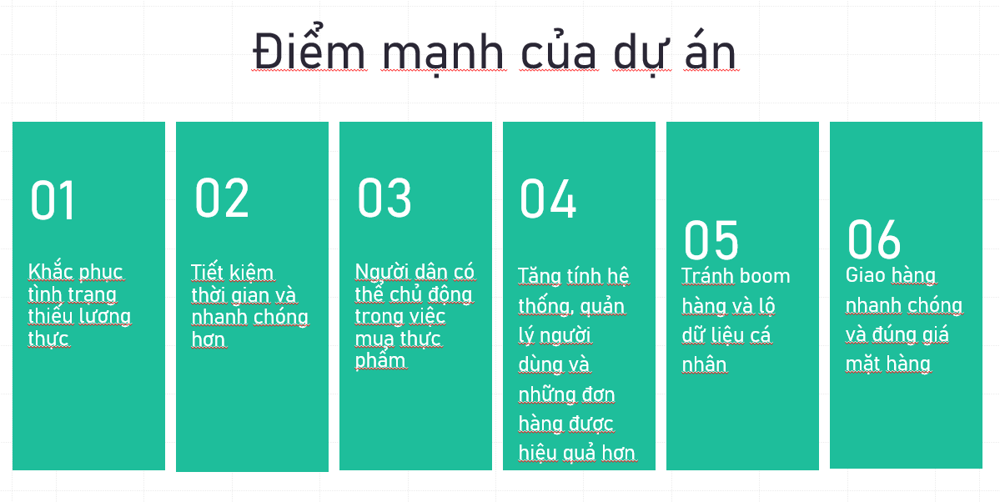 Điểm mạnh của dự án
01
Khắc phục
tình trạng
thiếu lương
thực
02
Tiết kiệm
thời gian và
nhanh chóng
hơn
03
Người dân có
thể chủ động
trong việc
mua thực
phẩm
04
Tăng tính hệ
thống, quản
lý người
dùng và
những đơn
hàng được
hiệu quả hơn
05
Tránh boom
hàng và lộ
dữ liệu cá
nhân
06
Giao hàng
nhanh chóng
và đúng giá
mặt hàng